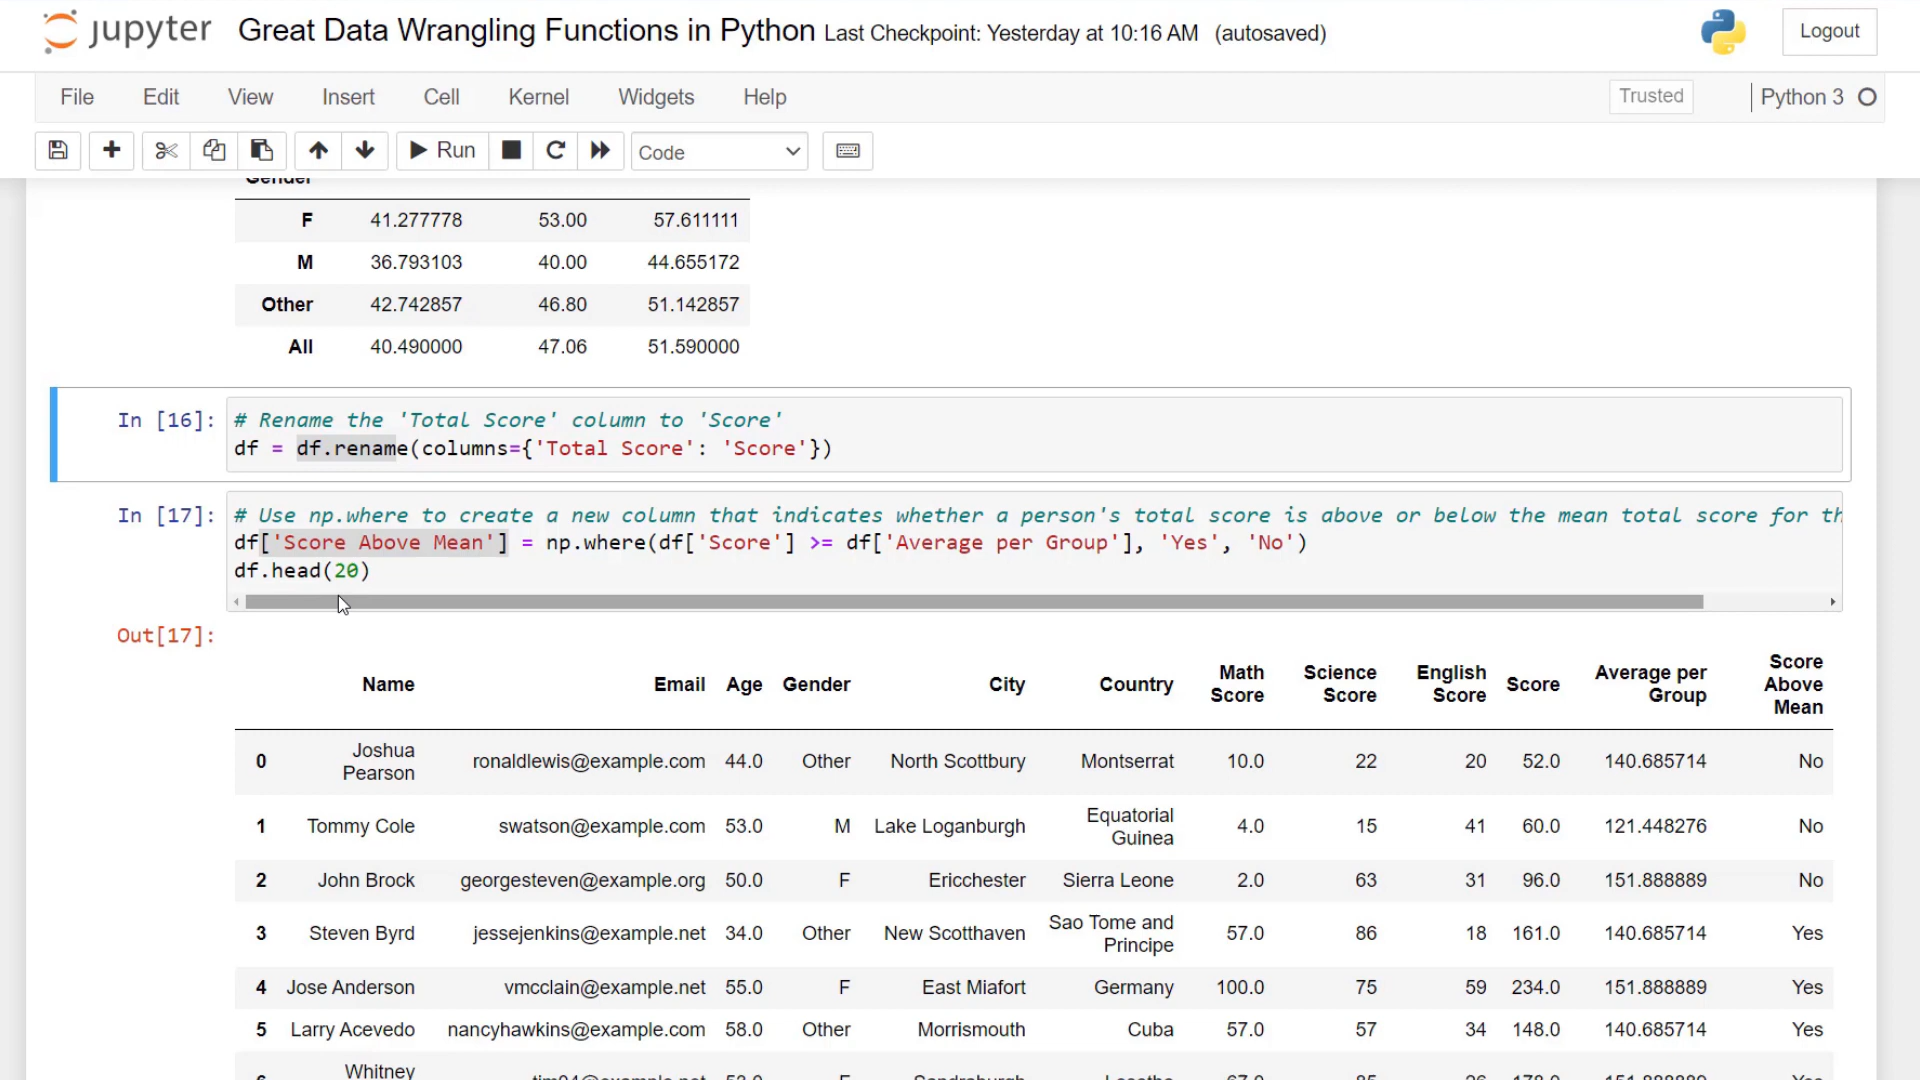 jupyter Great Data Wrangling Functions in Python Last Checkpoint: Yesterday at 10:16 AM (autosaved) Logout
File Edit View Insert Cell Kernel Widgets Help Trusted Python 3
Run Code
Gender
F 41.277778 53.00 57.611111
M 36.793103 40.00 44.655172
Other 42.742857 46.80 51.142857
All 40.490000 47.06 51.590000
In [16]: # Rename the 'Total Score' column to 'Score'
df = df.rename(columns={'Total Score': 'Score'})
In [17]: # Use np.where to create a new column that indicates whether a person's total score is above or below the mean total score for th
df['Score Above Mean'] = np.where(df['Score'] >= df['Average per Group'], 'Yes', 'No')
df.head(20)
Out[17]:
Name Email Age Gender City Country Math Score Science Score English Score Score Average per Group Score Above Mean
0 Joshua Pearson ronaldlewis@example.com 44.0 Other North Scottbury Montserrat 10.0 22 20 52.0 140.685714 No
1 Tommy Cole swatson@example.com 53.0 M Lake Loganburgh Equatorial Guinea 4.0 15 41 60.0 121.448276 No
2 John Brock georgesteven@example.org 50.0 F Ericchester Sierra Leone 2.0 63 31 96.0 151.888889 No
3 Steven Byrd jessejenkins@example.net 34.0 Other New Scotthaven Sao Tome and Principe 57.0 86 18 161.0 140.685714 Yes
4 Jose Anderson vmcclain@example.net 55.0 F East Miafort Germany 100.0 75 59 234.0 151.888889 Yes
5 Larry Acevedo nancyhawkins@example.com 58.0 Other Morrismouth Cuba 57.0 57 34 148.0 140.685714 Yes
Whitney